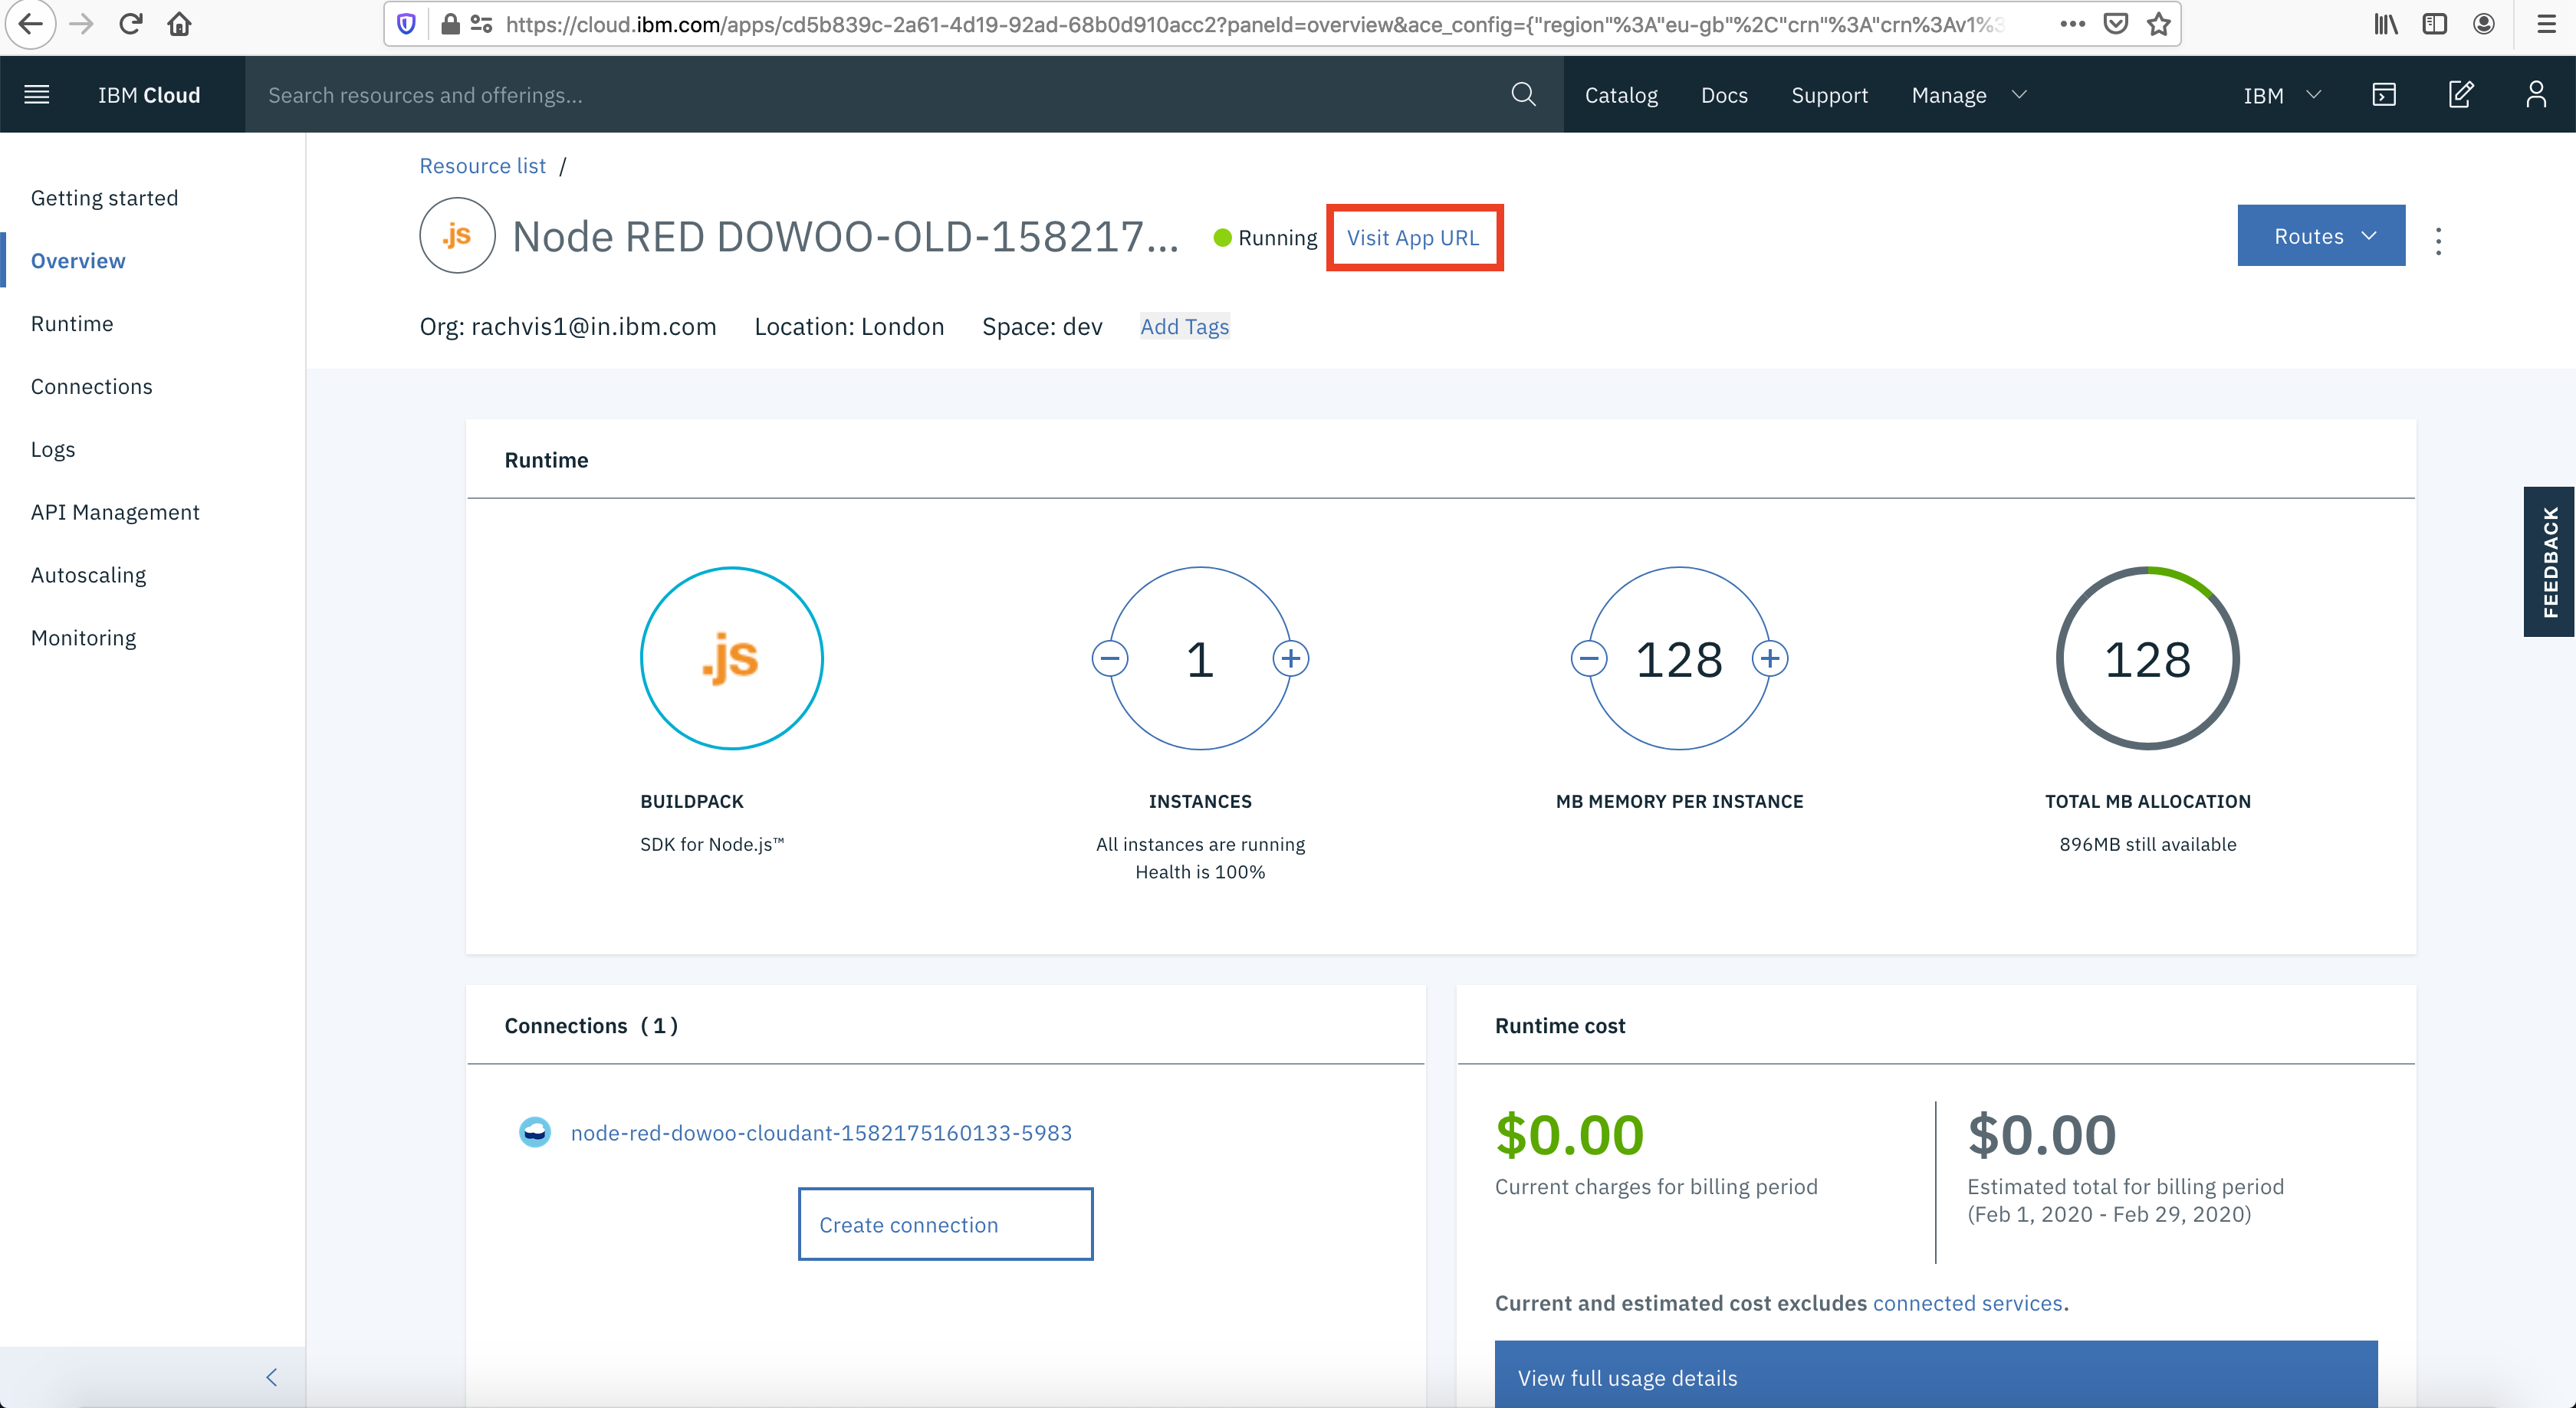 https://cloud.ibm.com/apps/cd5b839c-2a61-4d19-92ad-68b0d910acc2?paneId=overview&ace_config={"region"%3A"eu-gb"%2C"crn"%3A"crn%3Av1%3
IBM Cloud
Search resources and offerings...
Catalog Docs Support Manage
IBM
Getting started
Overview
Runtime
Connections
Logs
API Management
Autoscaling
Monitoring
Resource list /
.js Node RED DOWOO-OLD-158217... Running Visit App URL
Routes
Org: rachvis1@in.ibm.com Location: London Space: dev Add Tags
Runtime
.js
BUILDPACK
SDK for Node.js™
1
INSTANCES
All instances are running
Health is 100%
128
MB MEMORY PER INSTANCE
128
TOTAL MB ALLOCATION
896MB still available
Connections (1)
node-red-dowoo-cloudant-1582175160133-5983
Create connection
Runtime cost
$0.00
Current charges for billing period
$0.00
Estimated total for billing period
(Feb 1, 2020 - Feb 29, 2020)
Current and estimated cost excludes connected services.
View full usage details
FEEDBACK